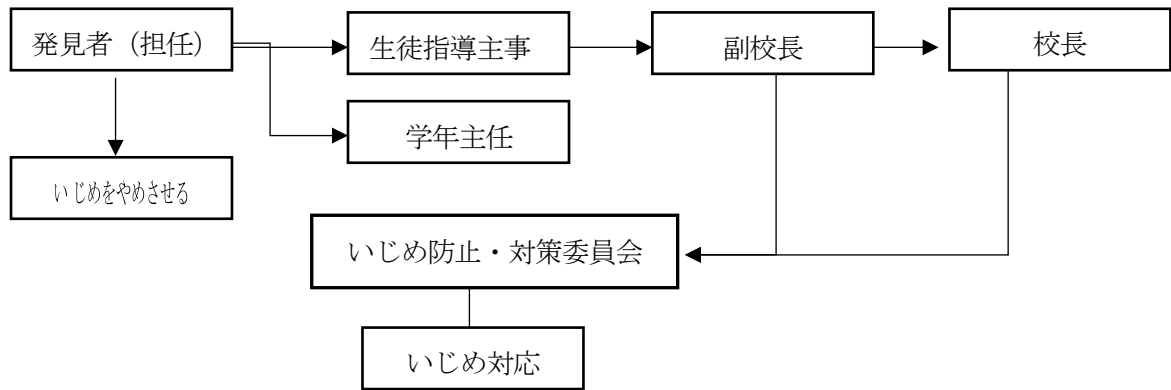 発見者（担任）
生徒指導主事
副校長
校長
学年主任
いじめをやめさせる
いじめ防止・対策委員会
いじめ対応